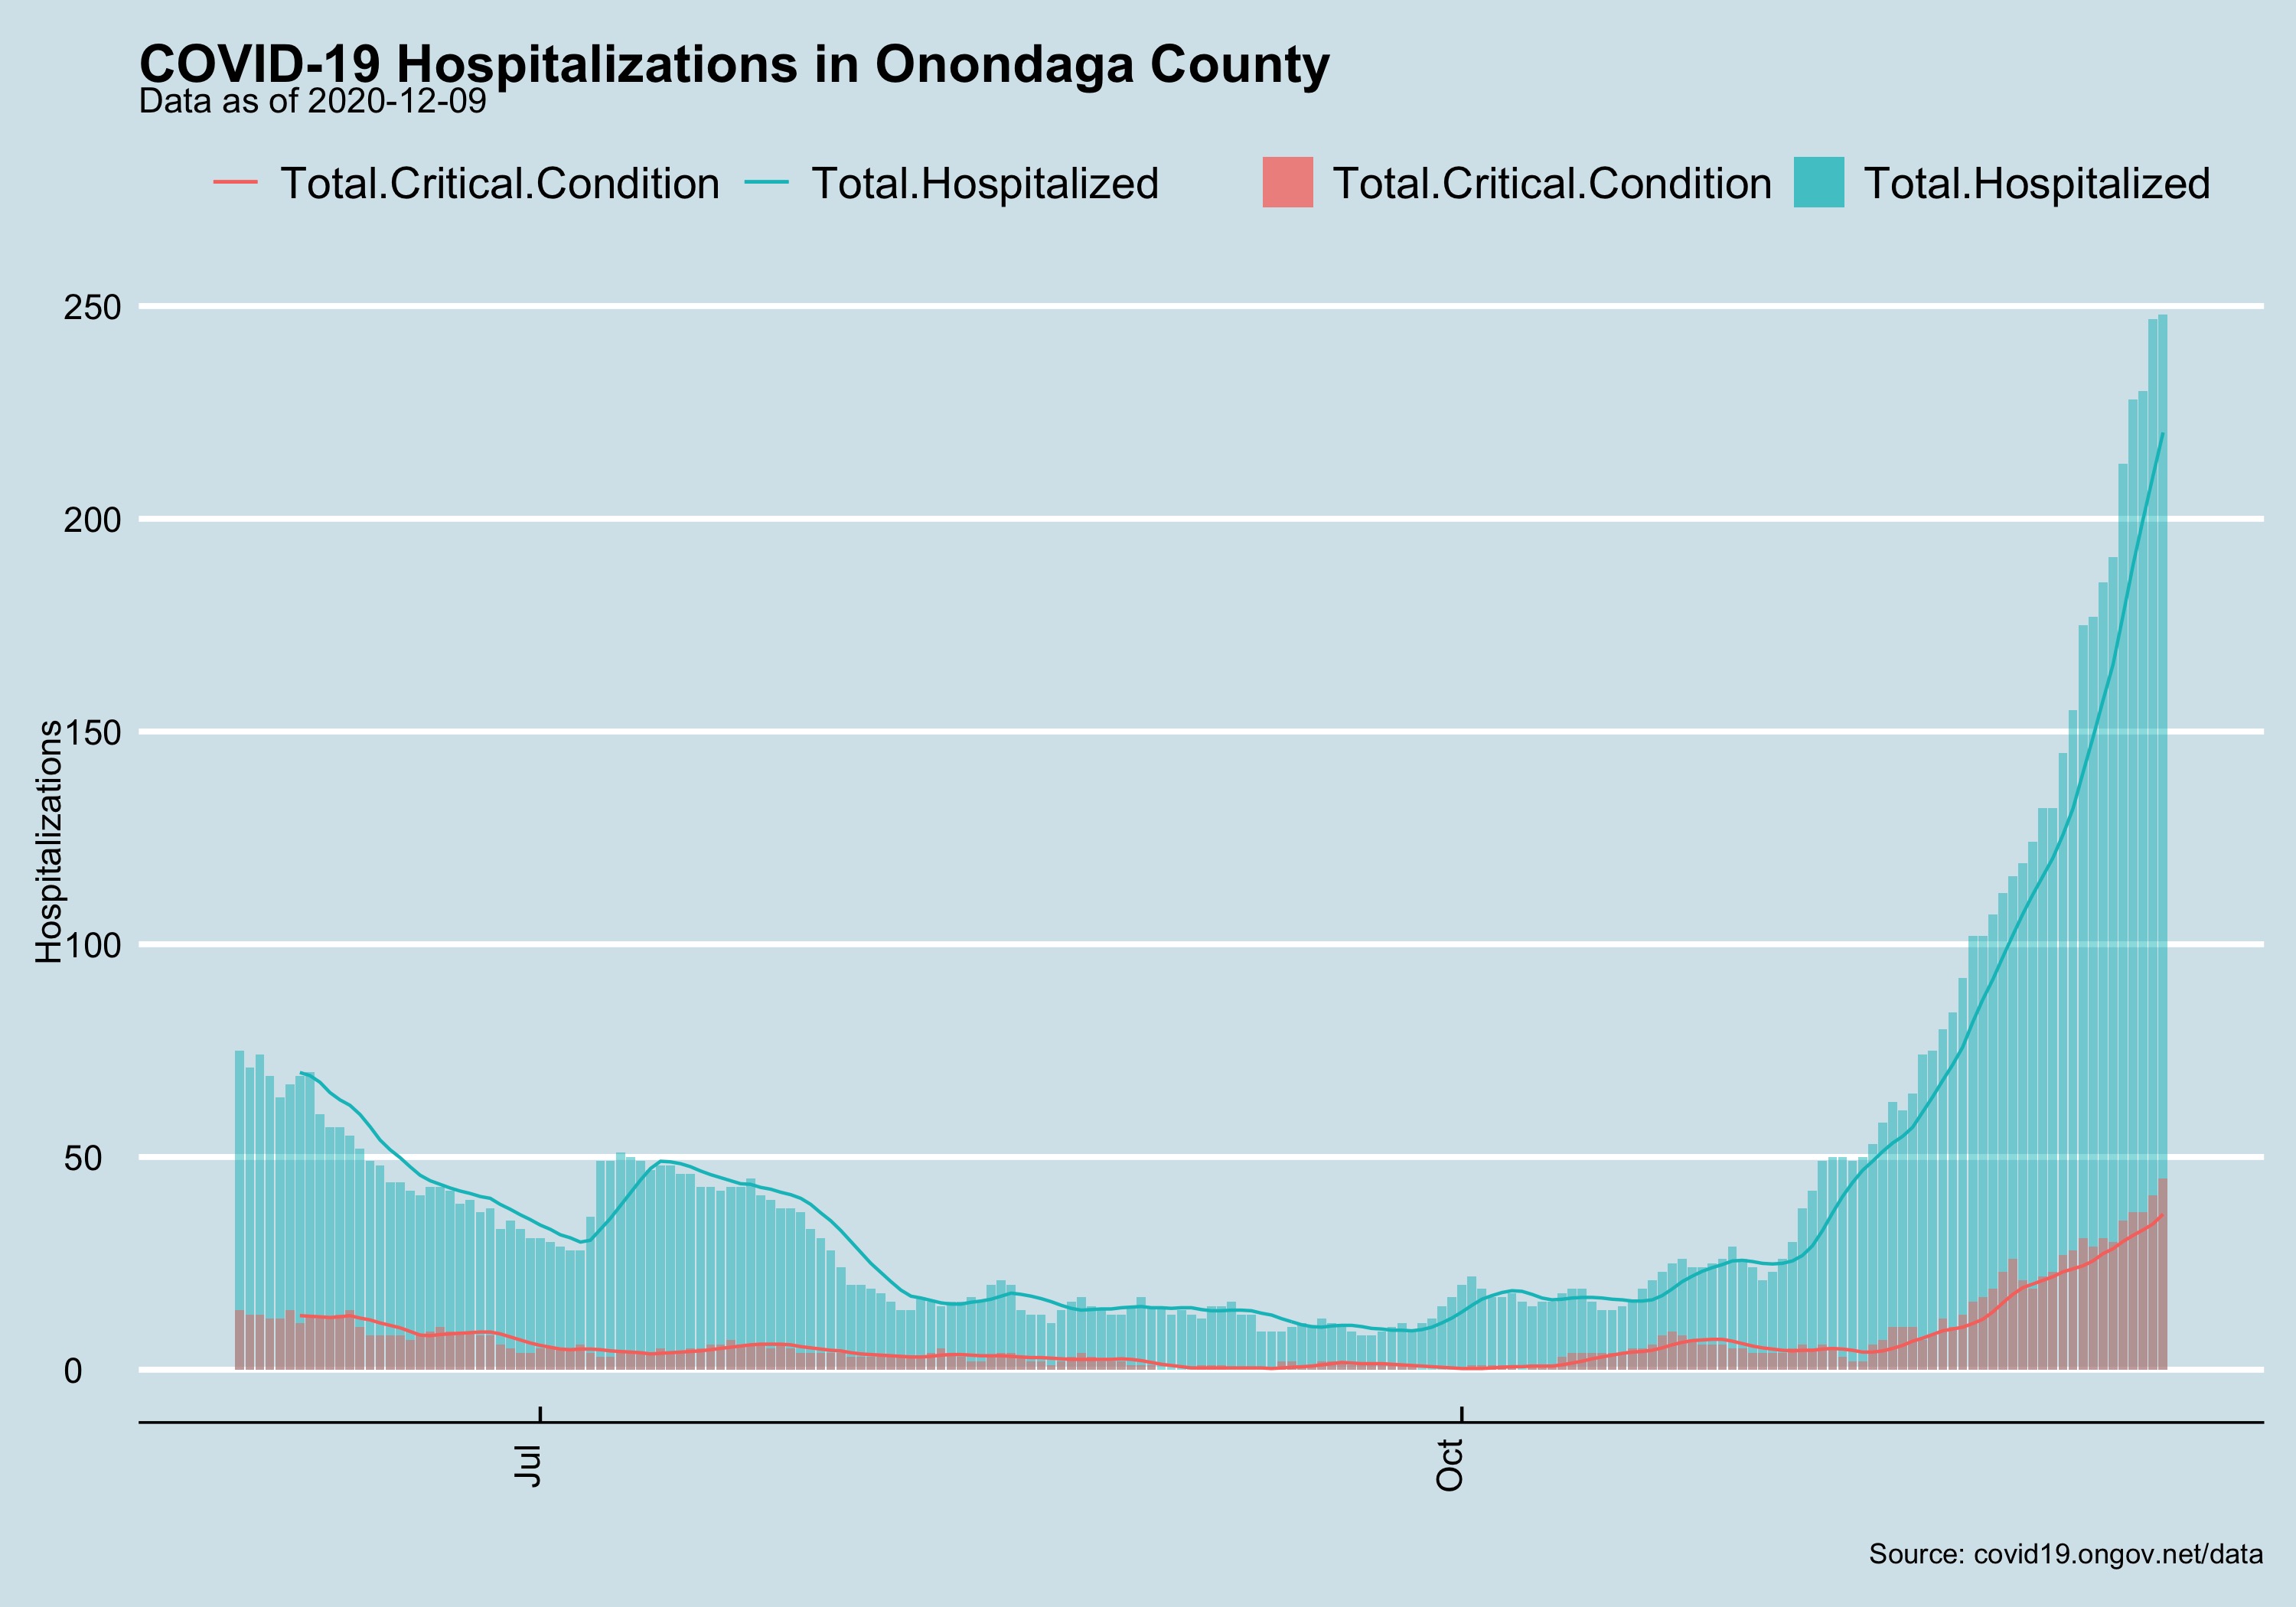 COVID-19 Hospitalizations in Onondaga County
Data as of 2020-12-09
Total.Critical.Condition Total.Hospitalized Total.Critical.Condition Total.Hospitalized
Hospitalizations
250
200
150
100
50
0
Jul Oct
Source: covid19.ongov.net/data